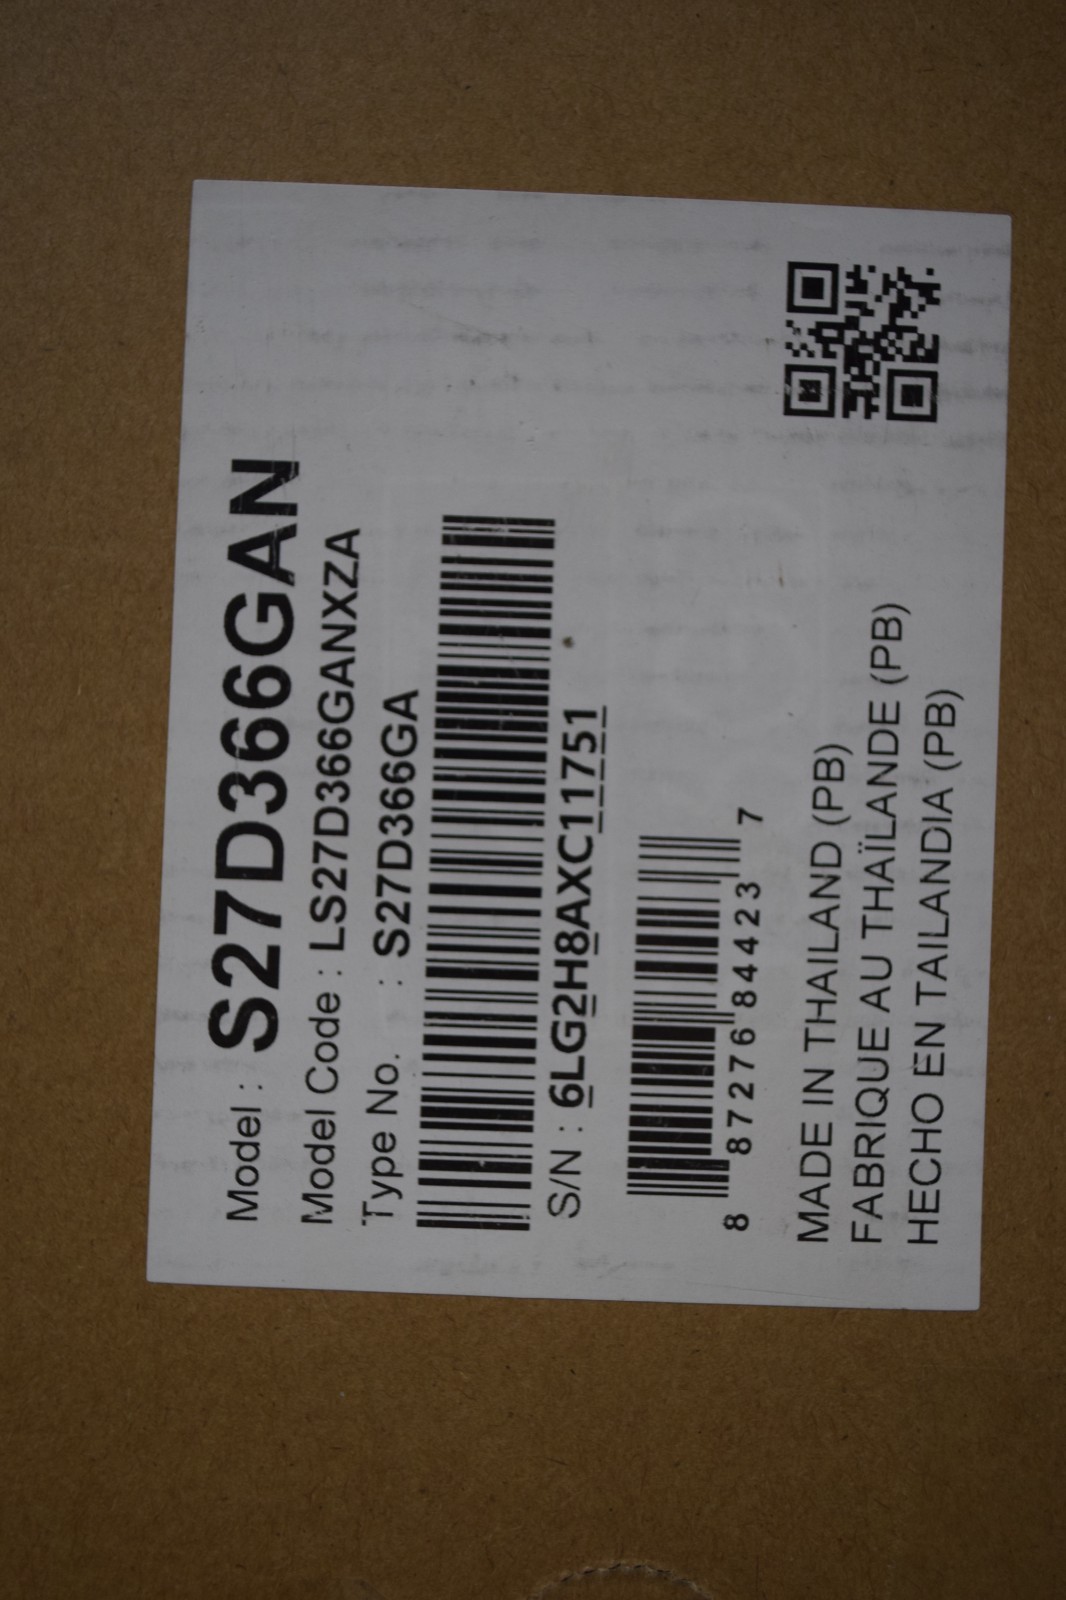 Model : S27D366GAN
Model Code : LS27D366GANXZA
Type No. : S27D366GA
S/N : 6LG2H8AXC11751
8 87276 84423 7
MADE IN THAILAND (PB)
FABRIQUE AU THAÏLANDE (PB)
HECHO EN TAILANDIA (PB)